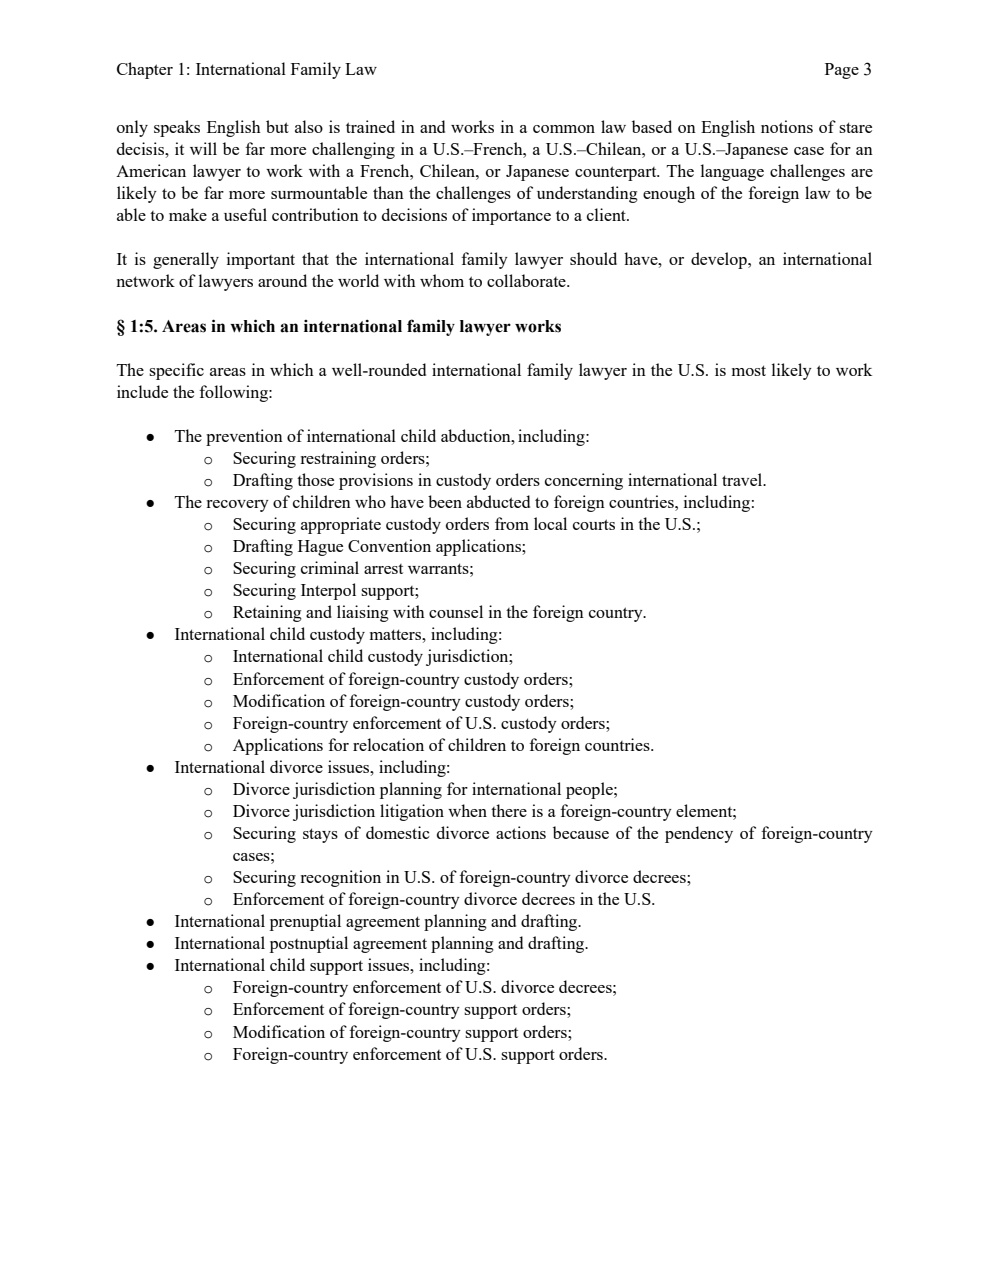 Chapter 1: International Family Law Page 3
only speaks English but also is trained in and works in a common law based on English notions of stare
decisis, it will be far more challenging in a U.S.–French, a U.S.–Chilean, or a U.S.–Japanese case for an
American lawyer to work with a French, Chilean, or Japanese counterpart. The language challenges are
likely to be far more surmountable than the challenges of understanding enough of the foreign law to be
able to make a useful contribution to decisions of importance to a client.
It is generally important that the international family lawyer should have, or develop, an international
network of lawyers around the world with whom to collaborate.
§ 1:5. Areas in which an international family lawyer works
The specific areas in which a well-rounded international family lawyer in the U.S. is most likely to work
include the following:
● The prevention of international child abduction, including:
o Securing restraining orders;
o Drafting those provisions in custody orders concerning international travel.
● The recovery of children who have been abducted to foreign countries, including:
o Securing appropriate custody orders from local courts in the U.S.;
o Drafting Hague Convention applications;
o Securing criminal arrest warrants;
o Securing Interpol support;
o Retaining and liaising with counsel in the foreign country.
● International child custody matters, including:
o International child custody jurisdiction;
o Enforcement of foreign-country custody orders;
o Modification of foreign-country custody orders;
o Foreign-country enforcement of U.S. custody orders;
o Applications for relocation of children to foreign countries.
● International divorce issues, including:
o Divorce jurisdiction planning for international people;
o Divorce jurisdiction litigation when there is a foreign-country element;
o Securing stays of domestic divorce actions because of the pendency of foreign-country
cases;
o Securing recognition in U.S. of foreign-country divorce decrees;
o Enforcement of foreign-country divorce decrees in the U.S.
● International prenuptial agreement planning and drafting.
● International postnuptial agreement planning and drafting.
● International child support issues, including:
o Foreign-country enforcement of U.S. divorce decrees;
o Enforcement of foreign-country support orders;
o Modification of foreign-country support orders;
o Foreign-country enforcement of U.S. support orders.